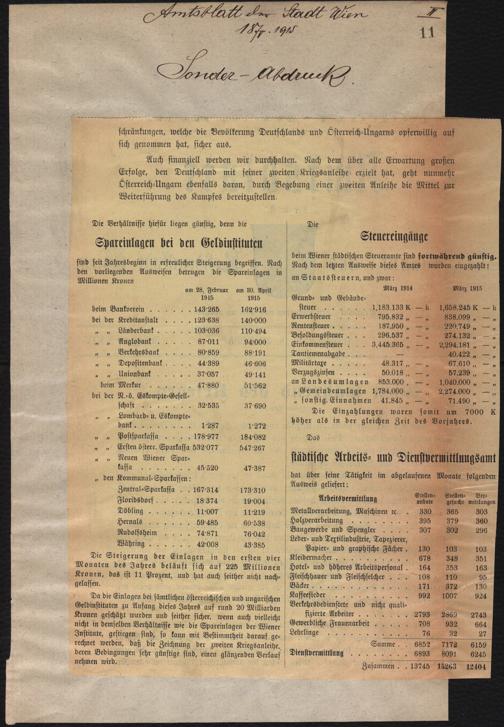 Amtsblatt der Stadt Wien
18/V. 1915
II
11
Sonder-Abdruck.
schränkungen, welche die Bevölkerung Deutschlands und Österreich-Ungarns opferwillig auf
sich genommen hat, sicher aus.
Auch finanziell werden wir durchhalten. Nach dem über alle Erwartung großen
Erfolge, den Deutschland mit seiner zweiten Kriegsanleihe erzielt hat, geht nunmehr
Österreich-Ungarn ebenfalls daran, durch Begebung einer zweiten Anleihe die Mittel zur
Weiterführung des Kampfes bereitzustellen.
Die Verhältnisse hiefür liegen günstig, denn die
Spareinlagen bei den Geldinstituten
sind seit Jahresbeginn in erfreulicher Steigerung begriffen. Nach
den vorliegenden Ausweisen betrugen die Spareinlagen in
Millionen Kronen
am 28. Februar am 30. April
1915 1915
beim Bankverein . . . . . 143·265 162·916
bei der Kreditanstalt . . . . 123·638 140·000
„ „ Länderbank . . . . . 103·036 110·494
„ „ Anglobank . . . . . 87·011 94·000
„ „ Verkehrsbank . . . . 80·859 88·191
„ „ Depositenbank . . . . 44·389 46·606
„ „ Unionbank . . . . . 37·057 49·141
beim Merkur . . . . . . 47·880 51·562
bei der N.-ö. Eskompte-Gesell-
schaft . . . . . . 32·535 37·690
„ „ Lombard- u. Eskompte-
bank . . . . . . 1·287 1·272
„ „ Postsparkassa . . . . 178·977 184·082
„ „ Ersten österr. Sparkassa 532·077 547·267
„ „ Neuen Wiener Spar-
kassa . . . . . . 45·520 47·387
„ den Kommunal-Sparkassen:
Zentral-Sparkassa . . . 167·314 173·310
Floridsdorf . . . . . 18·374 19·004
Döbling . . . . . . 11·007 11·219
Hernals . . . . . . 59·485 60·538
Rudolfsheim . . . . . 74·871 76·042
Währing . . . . . . 42·008 43·385
Die Steigerung der Einlagen in den ersten vier
Monaten des Jahres beläuft sich auf 225 Millionen
Kronen, das ist 11 Prozent, und hat auch seither nicht nach-
gelassen.
Da die Einlagen bei sämtlichen österreichischen und ungarischen
Geldinstituten zu Anfang dieses Jahres auf rund 20 Milliarden
Kronen geschätzt wurden und seither sicher, wenn auch vielleicht
nicht in demselben Verhältnisse wie die Spareinlagen der Wiener
Institute, gestiegen sind, so kann mit Bestimmtheit darauf ge-
rechnet werden, daß die Zeichnung der zweiten Kriegsanleihe,
deren Bedingungen sehr günstige sind, einen glänzenden Verlauf
nehmen wird.
Die
Steuereingänge
beim Wiener städtischen Steueramte sind fortwährend günstig.
Nach dem letzten Ausweise dieses Amtes wurden eingezahlt:
an Staatssteuern, und zwar:
März 1914 März 1915
Grund- und Gebäude-
steuer . . . . . 1,183.133 K — h 1,658.245 K — h
Erwerbsteuer 795.832 „ 838.099 „
Rentensteuer 187.950 „ 220.749 „
Besoldungssteuer 296.537 „ 274.132 „
Einkommensteuer 3,445.365 „ 2,294.181 „
Tantiemenabgabe 40.422 „
Militärtaxe 48.317 „ 67.610 „
Verzugszinsen 50.018 „ 57.239 „
an Landesumlagen 853.000 „ 1,040.000 „
„ Gemeindeumlagen 1,784.000 „ 2,274.000 „
„ sonstig. Einnahmen 41.845 „ 71.490 „
Die Einzahlungen waren somit um 7000 K
höher als in der gleichen Zeit des Vorjahres.
Das
städtische Arbeits- und Dienstvermittlungsamt
hat über seine Tätigkeit im abgelaufenen Monate folgenden
Ausweis geliefert:
Arbeitsvermittlung Stellen-anbote Stellen-gesuche Ver-mittlungen
Metallverarbeitung, Maschinen 2c. 330 365 303
Holzverarbeitung . . . . 395 379 360
Baugewerbe und Spengler . . 307 302 296
Leder- und Textilindustrie, Tapezierer,
Papier- und graphische Fächer 130 103 103
Kleidermacher . . . . 678 348 351
Hotel- und höheres Arbeitspersonal 164 353 163
Fleischhauer und Fleischselcher . . 108 110 95
Bäcker . . . . 171 372 130
Kaffeesieder . . . . 992 1007 924
Verkehrsbedienstete und nicht quali-
fizierte Arbeiter . . . . 2793 2869 2743
Gewerbliche Frauenarbeit . . . 708 932 664
Lehrlinge . . . . 76 32 27
Summe . . 6852 7172 6159
Dienstvermittlung . . . . 6893 8091 6245
Zusammen . . 13745 15263 12404